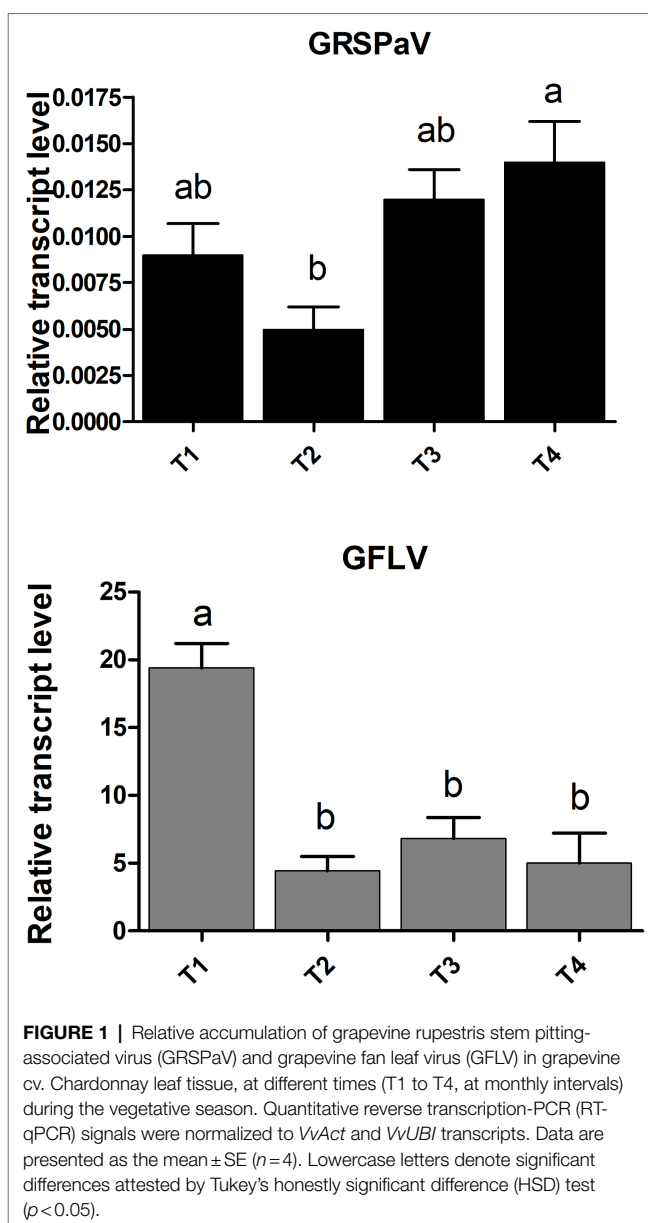 GRSPaV
Relative transcript level
0.0175
0.0150
0.0125
0.0100
0.0075
0.0050
0.0025
0.0000
ab
b
ab
a
T1
T2
T3
T4
GFLV
Relative transcript level
25
20
15
10
5
0
a
b
b
b
T1
T2
T3
T4
FIGURE 1 | Relative accumulation of grapevine rupestris stem pitting-
associated virus (GRSPaV) and grapevine fan leaf virus (GFLV) in grapevine
cv. Chardonnay leaf tissue, at different times (T1 to T4, at monthly intervals)
during the vegetative season. Quantitative reverse transcription-PCR (RT-
qPCR) signals were normalized to VvAct and VvUBI transcripts. Data are
presented as the mean ± SE (n = 4). Lowercase letters denote significant
differences attested by Tukey's honestly significant difference (HSD) test
(p < 0.05).